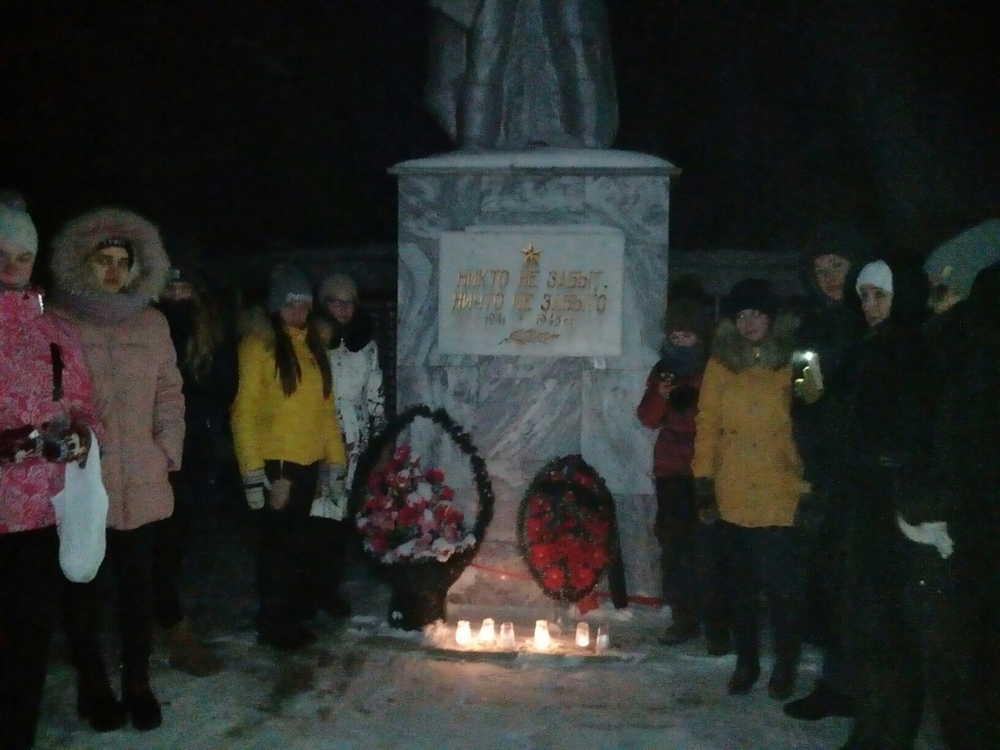 НИКТО НЕ ЗАБЫТ,
НИЧТО НЕ ЗАБЫТО
1941 1945 гг.